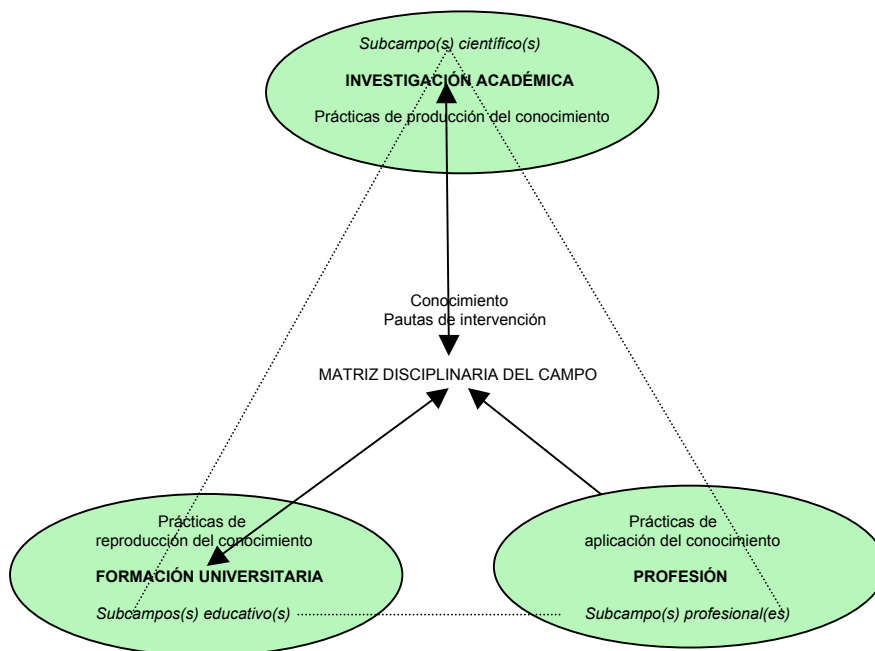 Subcampo(s) científico(s)
INVESTIGACIÓN ACADÉMICA
Prácticas de producción del conocimiento
Conocimiento
Pautas de intervención
MATRIZ DISCIPLINARIA DEL CAMPO
Prácticas de
reproducción del conocimiento
FORMACIÓN UNIVERSITARIA
Subcampos(s) educativo(s)
Prácticas de
aplicación del conocimiento
PROFESIÓN
Subcampo(s) profesional(es)